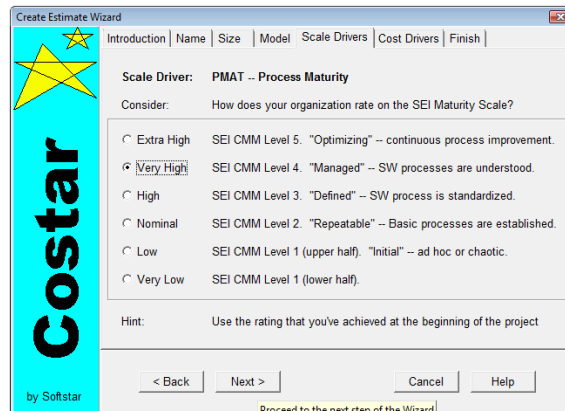 Create Estimate Wizard
Introduction | Name | Size | Model | Scale Drivers | Cost Drivers | Finish
Scale Driver: PMAT -- Process Maturity
Consider: How does your organization rate on the SEI Maturity Scale?
Extra High SEI CMM Level 5. "Optimizing" -- continuous process improvement.
Very High SEI CMM Level 4. "Managed" -- SW processes are understood.
High SEI CMM Level 3. "Defined" -- SW process is standardized.
Nominal SEI CMM Level 2. "Repeatable" -- Basic processes are established.
Low SEI CMM Level 1 (upper half). "Initial" -- ad hoc or chaotic.
Very Low SEI CMM Level 1 (lower half).
Hint: Use the rating that you've achieved at the beginning of the project
< Back Next > Cancel Help
Proceed to the next step of the Wizard
Costar
by Softstar